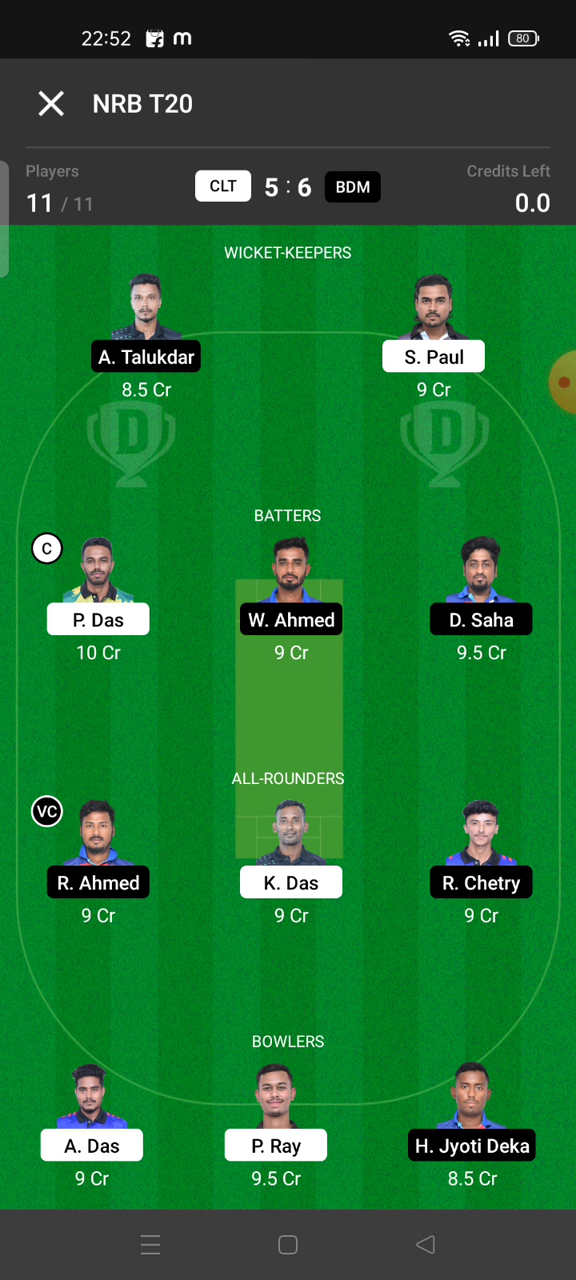 22:52 m 80
NRB T20
Players
11 / 11
CLT 5 : 6 BDM
Credits Left
0.0
WICKET-KEEPERS
A. Talukdar
8.5 Cr
S. Paul
9 Cr
D D
BATTERS
C
P. Das
10 Cr
W. Ahmed
9 Cr
D. Saha
9.5 Cr
ALL-ROUNDERS
VC
R. Ahmed
9 Cr
K. Das
9 Cr
R. Chetry
9 Cr
BOWLERS
A. Das
9 Cr
P. Ray
9.5 Cr
H. Jyoti Deka
8.5 Cr